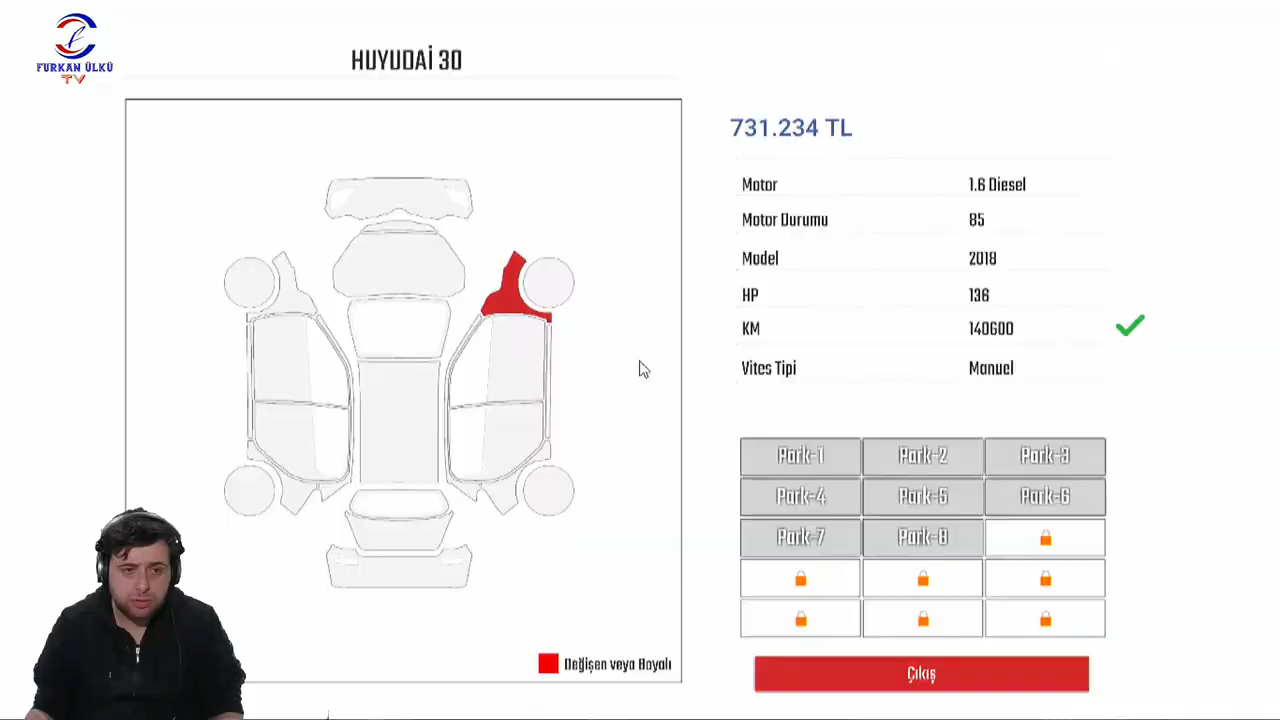 FURKAN ÜLKÜ
TV
HUYUDAİ 30
731.234 TL
Motor 1.6 Diesel
Motor Durumu 85
Model 2018
HP 136
KM 140600
Vites Tipi Manuel
Park-1 Park-2 Park-3
Park-4 Park-5 Park-6
Park-7 Park-8
Değişen veya Boyalı
Çıkış